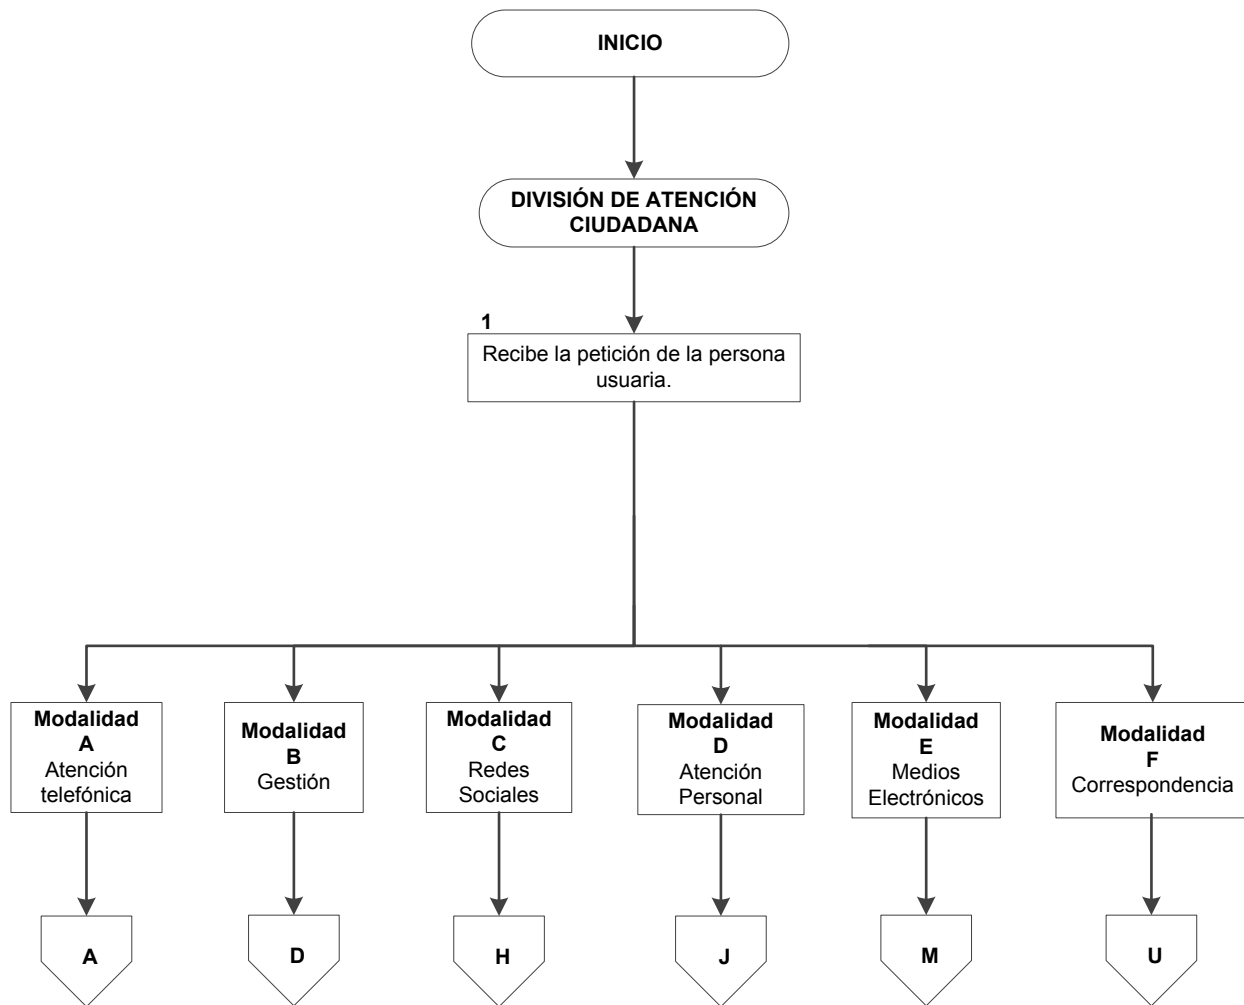 INICIO
DIVISIÓN DE ATENCIÓN
CIUDADANA
1
Recibe la petición de la persona
usuaria.
Modalidad
A
Atención
telefónica
Modalidad
B
Gestión
Modalidad
C
Redes
Sociales
Modalidad
D
Atención
Personal
Modalidad
E
Medios
Electrónicos
Modalidad
F
Correspondencia
A
D
H
J
M
U